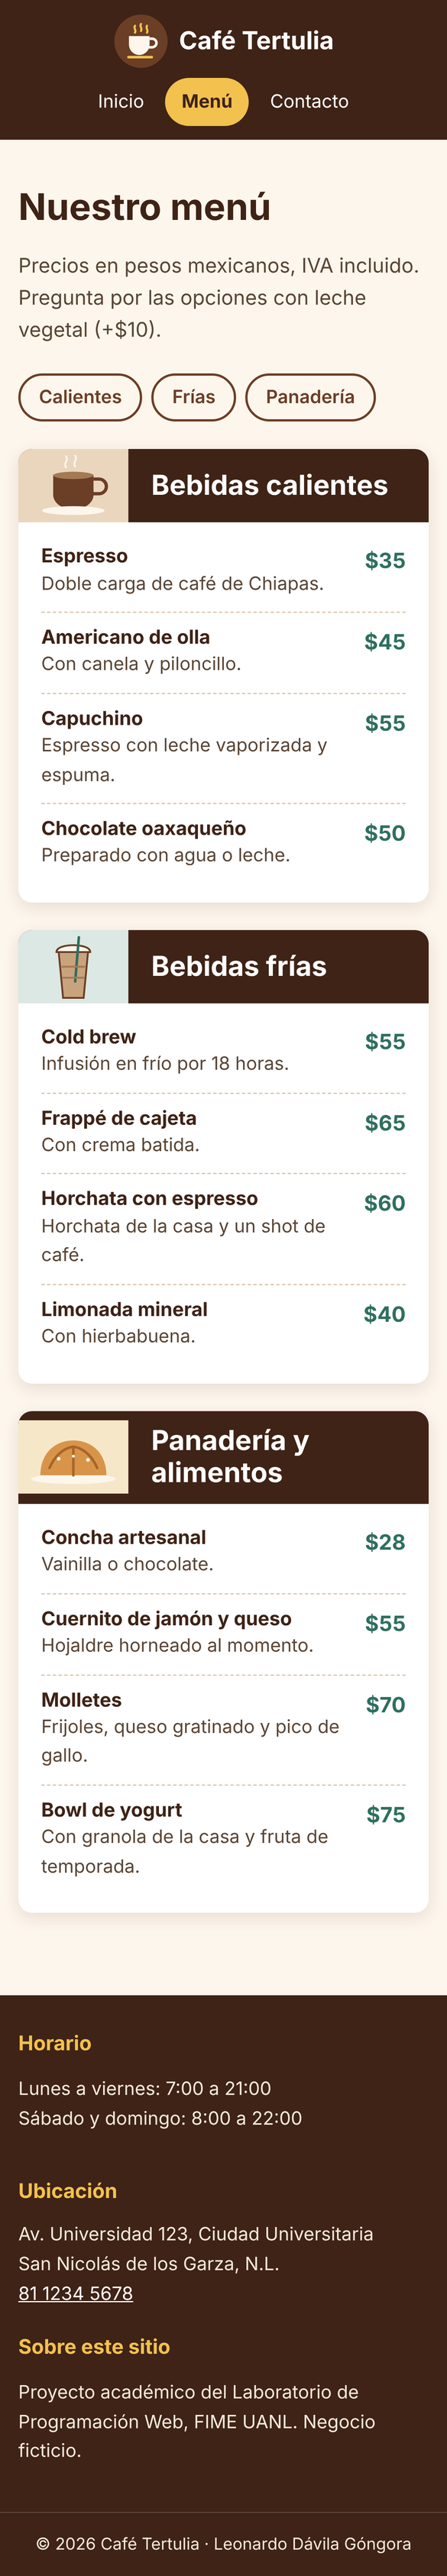 Café Tertulia
Inicio
Menú
Contacto
Nuestro menú
Precios en pesos mexicanos, IVA incluido.
Pregunta por las opciones con leche
vegetal (+$10).
Calientes
Frías
Panadería
Bebidas calientes
Espresso $35
Doble carga de café de Chiapas.
Americano de olla $45
Con canela y piloncillo.
Capuchino $55
Espresso con leche vaporizada y
espuma.
Chocolate oaxaqueño $50
Preparado con agua o leche.
Bebidas frías
Cold brew $55
Infusión en frío por 18 horas.
Frappé de cajeta $65
Con crema batida.
Horchata con espresso $60
Horchata de la casa y un shot de
café.
Limonada mineral $40
Con hierbabuena.
Panadería y
alimentos
Concha artesanal $28
Vainilla o chocolate.
Cuernito de jamón y queso $55
Hojaldre horneado al momento.
Molletes $70
Frijoles, queso gratinado y pico de
gallo.
Bowl de yogurt $75
Con granola de la casa y fruta de
temporada.
Horario
Lunes a viernes: 7:00 a 21:00
Sábado y domingo: 8:00 a 22:00
Ubicación
Av. Universidad 123, Ciudad Universitaria
San Nicolás de los Garza, N.L.
81 1234 5678
Sobre este sitio
Proyecto académico del Laboratorio de
Programación Web, FIME UANL. Negocio
ficticio.
© 2026 Café Tertulia · Leonardo Dávila Góngora